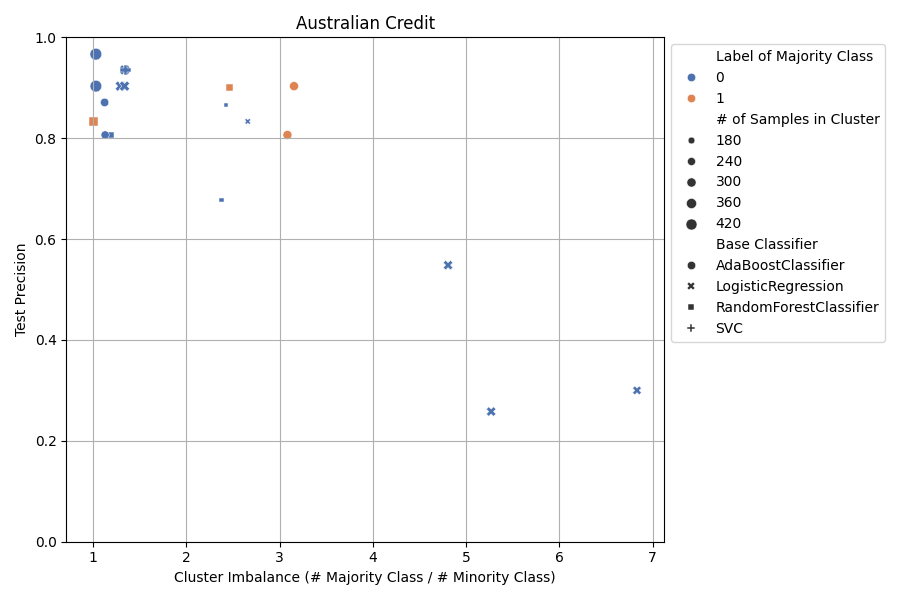 Australian Credit
Test Precision
1.0
0.8
0.6
0.4
0.2
0.0
1 2 3 4 5 6 7
Cluster Imbalance (# Majority Class / # Minority Class)
Label of Majority Class
0
1
# of Samples in Cluster
180
240
300
360
420
Base Classifier
AdaBoostClassifier
LogisticRegression
RandomForestClassifier
SVC